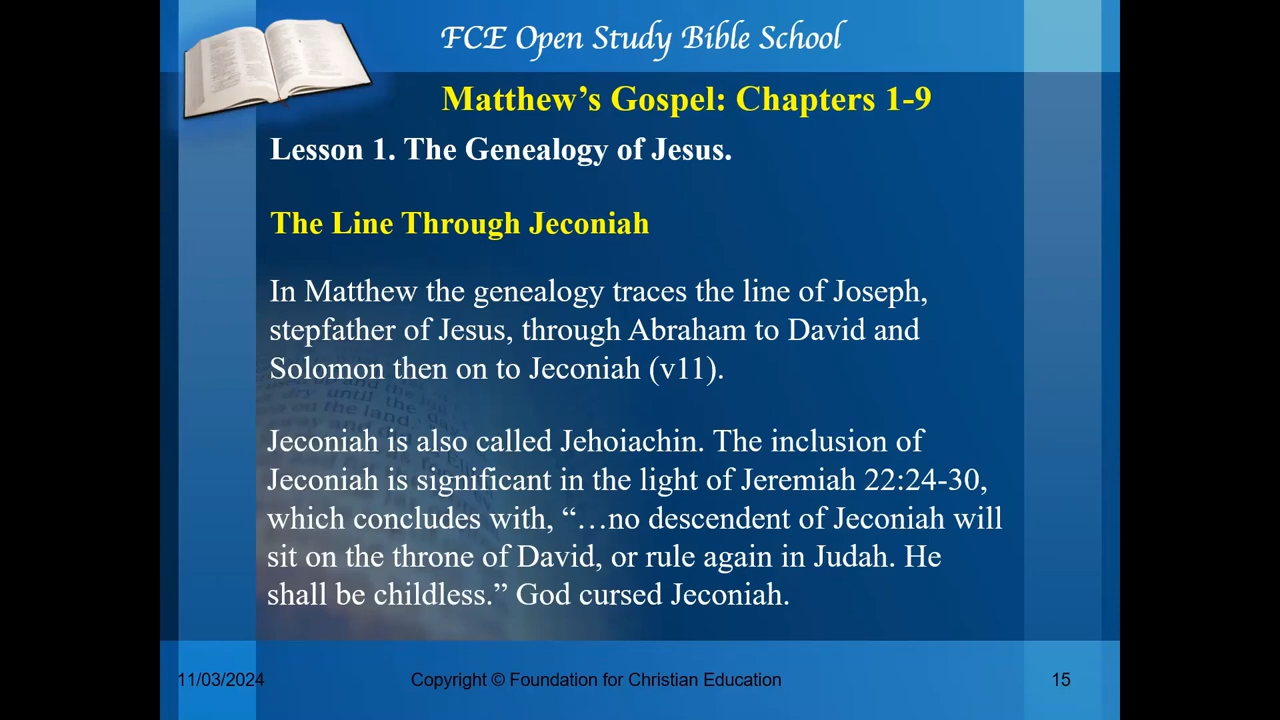 FCE Open Study Bible School
Matthew’s Gospel: Chapters 1-9
Lesson 1. The Genealogy of Jesus.
The Line Through Jeconiah
In Matthew the genealogy traces the line of Joseph,
stepfather of Jesus, through Abraham to David and
Solomon then on to Jeconiah (v11).
Jeconiah is also called Jehoiachin. The inclusion of
Jeconiah is significant in the light of Jeremiah 22:24-30,
which concludes with, “…no descendent of Jeconiah will
sit on the throne of David, or rule again in Judah. He
shall be childless.” God cursed Jeconiah.
11/03/2024
Copyright © Foundation for Christian Education
15